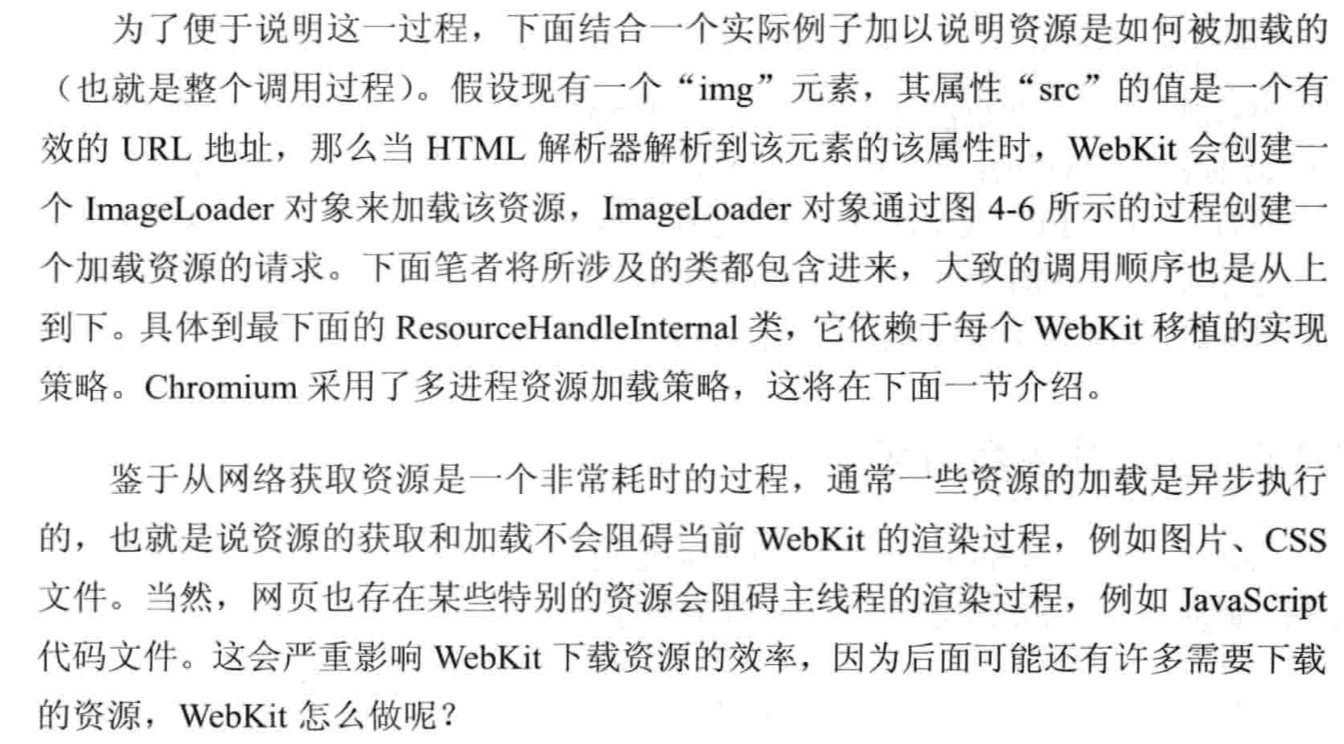 为了便于说明这一过程，下面结合一个实际例子加以说明资源是如何被加载的
（也就是整个调用过程）。假设现有一个“img”元素，其属性“src”的值是一个有
效的 URL 地址，那么当 HTML 解析器解析到该元素的该属性时，WebKit 会创建一
个 ImageLoader 对象来加载该资源，ImageLoader 对象通过图 4-6 所示的过程创建一
个加载资源的请求。下面笔者将所涉及的类都包含进来，大致的调用顺序也是从上
到下。具体到最下面的 ResourceHandleInternal 类，它依赖于每个 WebKit 移植的实现
策略。Chromium 采用了多进程资源加载策略，这将在下面一节介绍。
鉴于从网络获取资源是一个非常耗时的过程，通常一些资源的加载是异步执行
的，也就是说资源的获取和加载不会阻碍当前 WebKit 的渲染过程，例如图片、CSS
文件。当然，网页也存在某些特别的资源会阻碍主线程的渲染过程，例如 JavaScript
代码文件。这会严重影响 WebKit 下载资源的效率，因为后面可能还有许多需要下载
的资源，WebKit 怎么做呢？